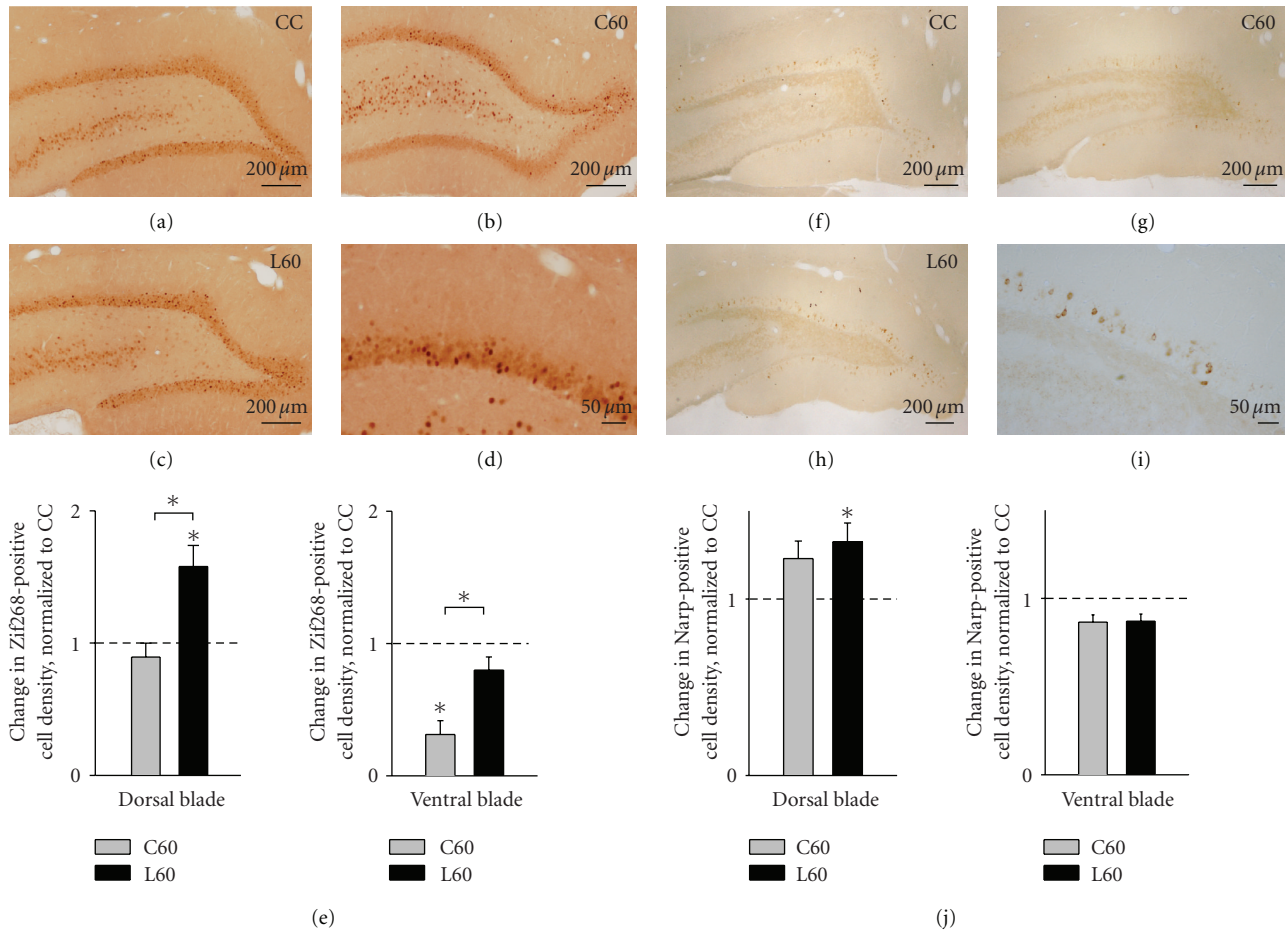 CC
200 μm
(a)
C60
200 μm
(b)
CC
200 μm
(f)
C60
200 μm
(g)
L60
200 μm
(c)
50 μm
(d)
L60
200 μm
(h)
50 μm
(i)
Change in Zif268-positive
cell density, normalized to CC
2
1
0
*
*
Dorsal blade
C60
L60
Change in Zif268-positive
cell density, normalized to CC
2
1
0
*
*
Ventral blade
C60
L60
(e)
Change in Narp-positive
cell density, normalized to CC
1
0
*
Dorsal blade
C60
L60
Change in Narp-positive
cell density, normalized to CC
1
0
Ventral blade
C60
L60
(j)